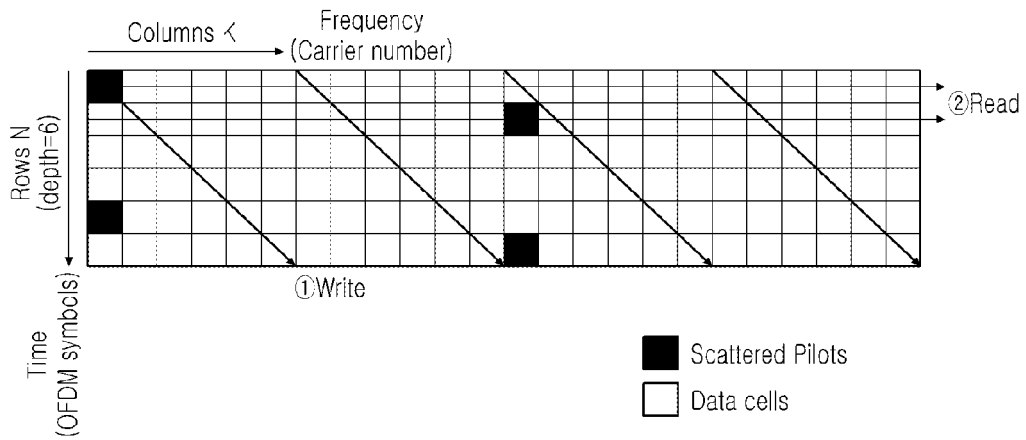 Columns K
Frequency
(Carrier number)
②Read
Rows N
(depth=6)
①Write
Time
(OFDM symbols)
Scattered Pilots
Data cells